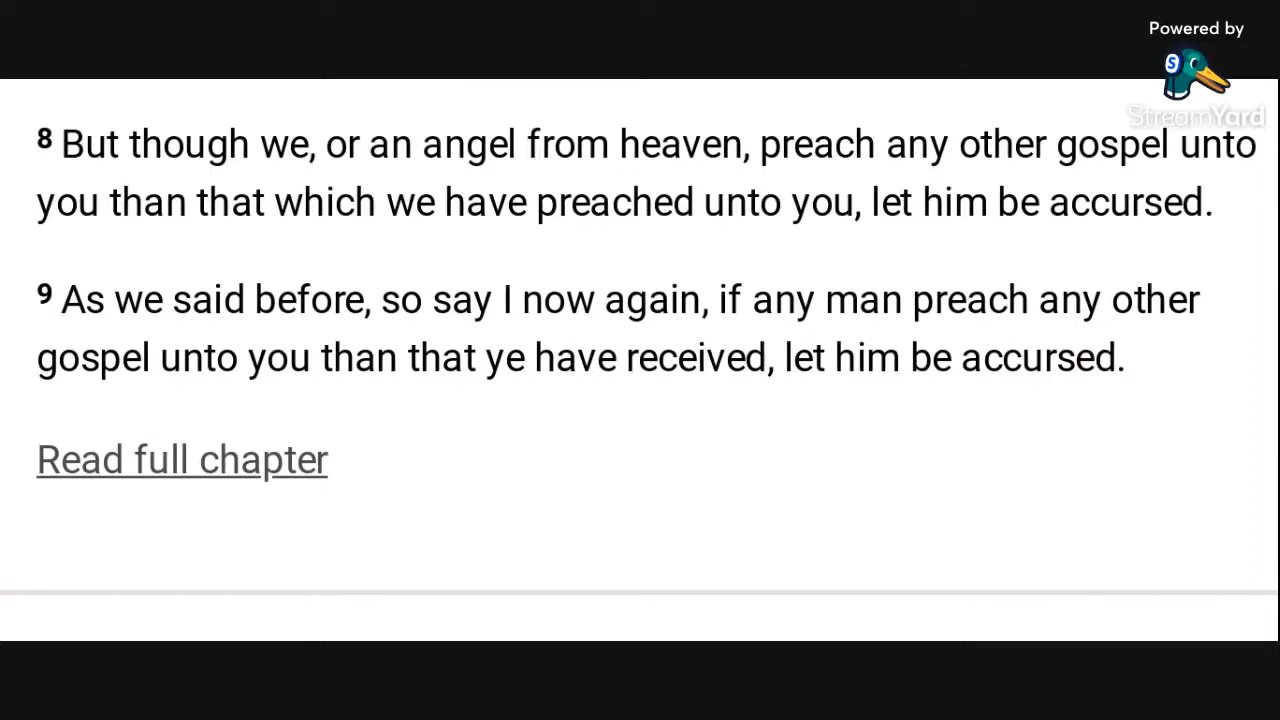 Powered by
S
StreamYard
8 But though we, or an angel from heaven, preach any other gospel unto
you than that which we have preached unto you, let him be accursed.
9 As we said before, so say I now again, if any man preach any other
gospel unto you than that ye have received, let him be accursed.
Read full chapter